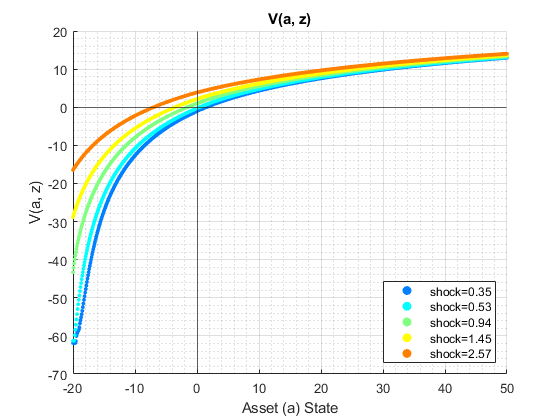 V(a, z)
20
10
0
-10
-20
-30
-40
-50
-60
-70
V(a, z)
-20 -10 0 10 20 30 40 50
Asset (a) State
shock=0.35
shock=0.53
shock=0.94
shock=1.45
shock=2.57